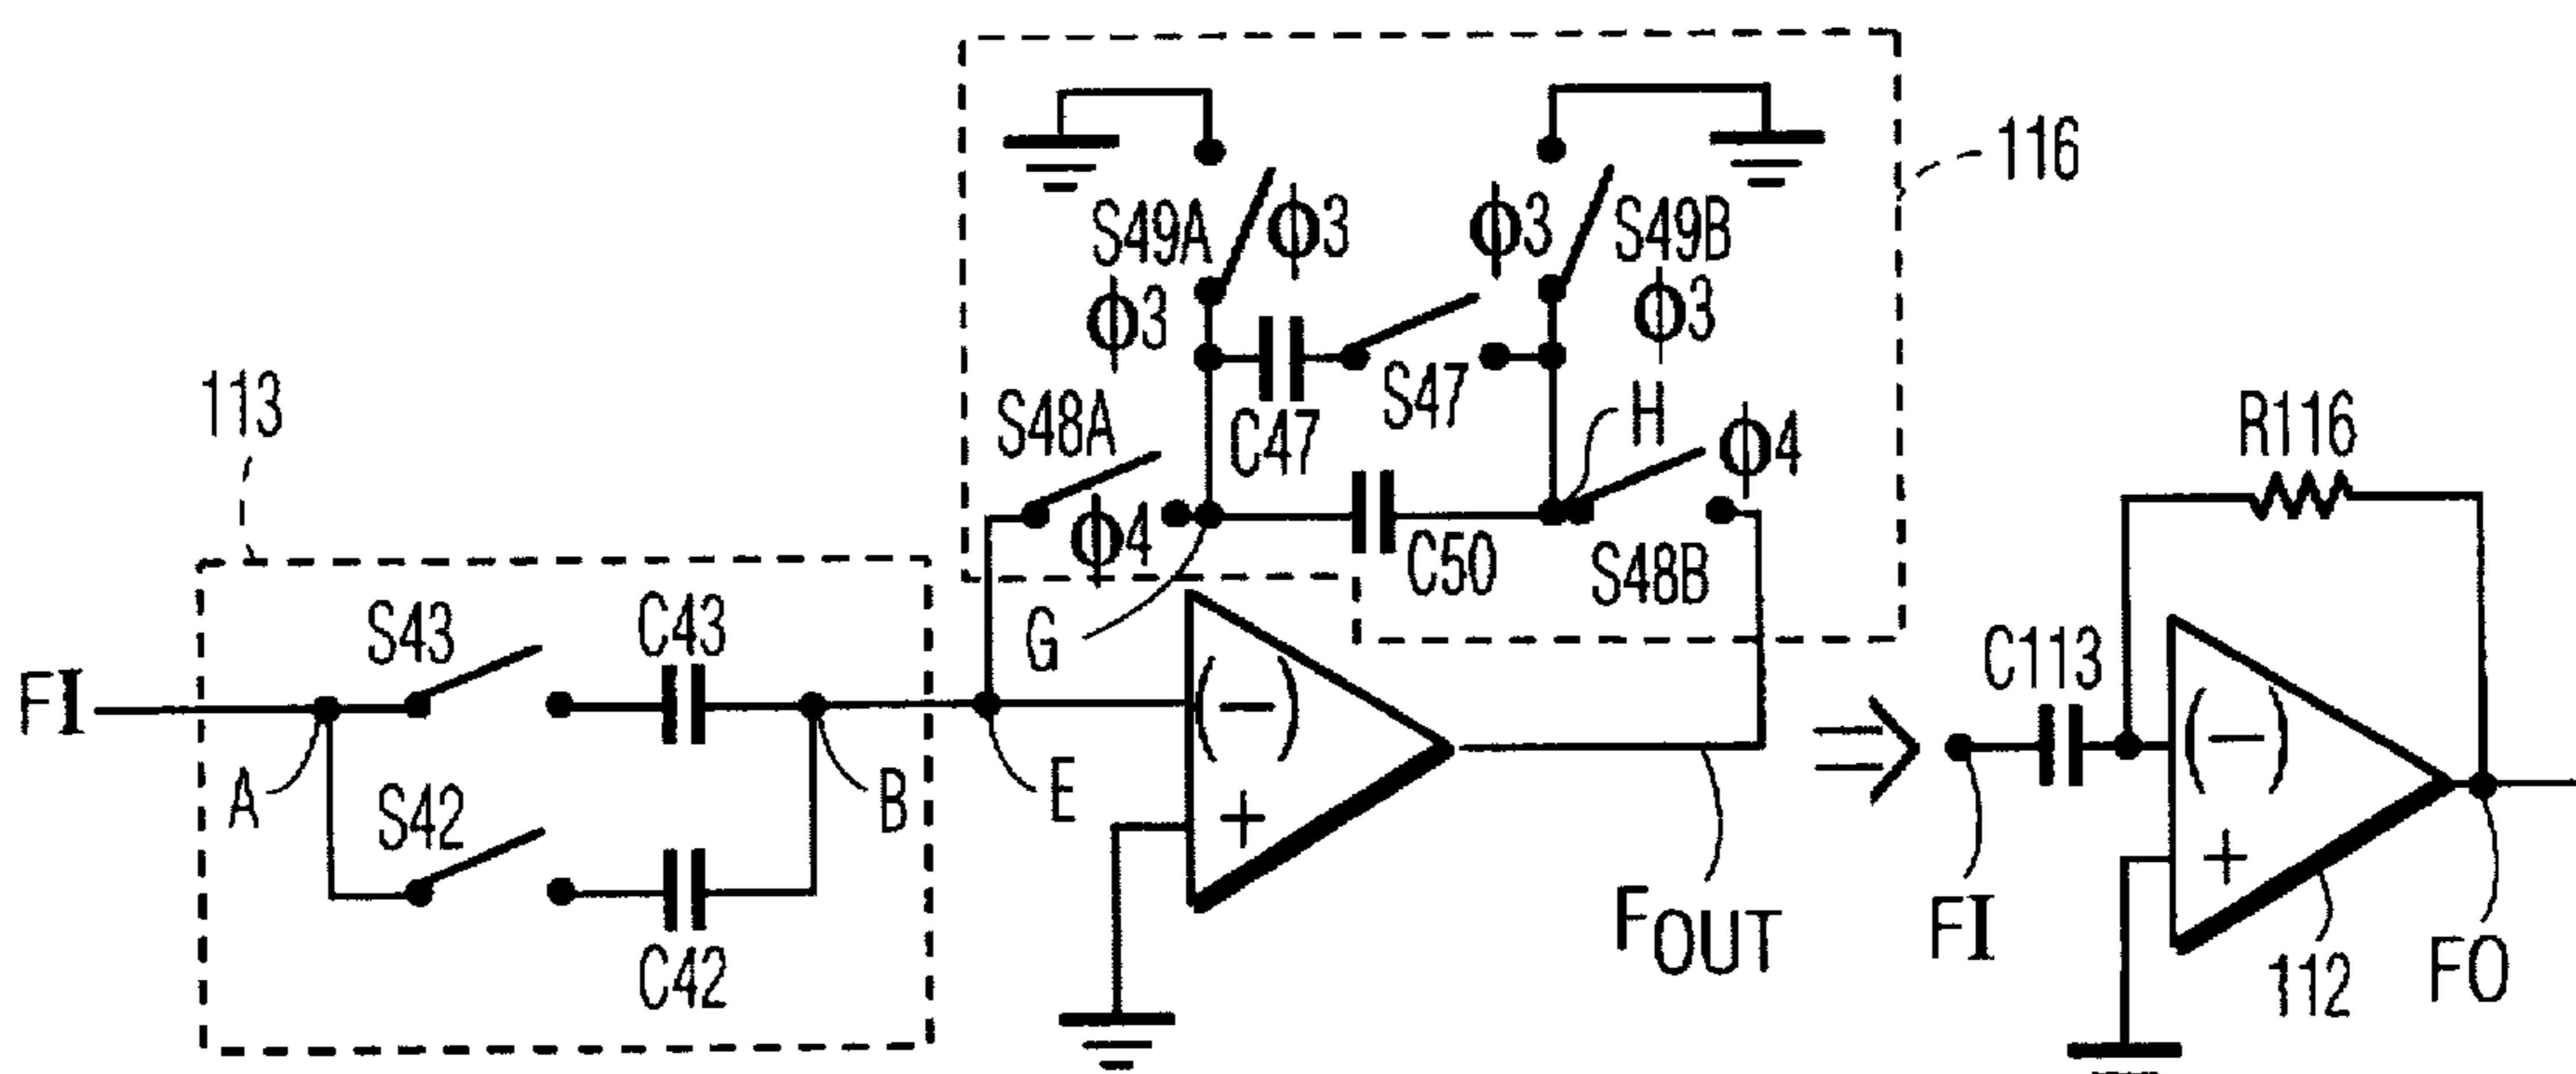 116
S49A
ϕ3
ϕ3
S49B
ϕ3
ϕ3
113
S48A
C47
S47
H
ϕ4
R116
ϕ4
C50
S48B
S43
C43
G
C113
FI
(−)
(−)
A
S42
B
E
+
+
C42
FOUT
FI
112
FO